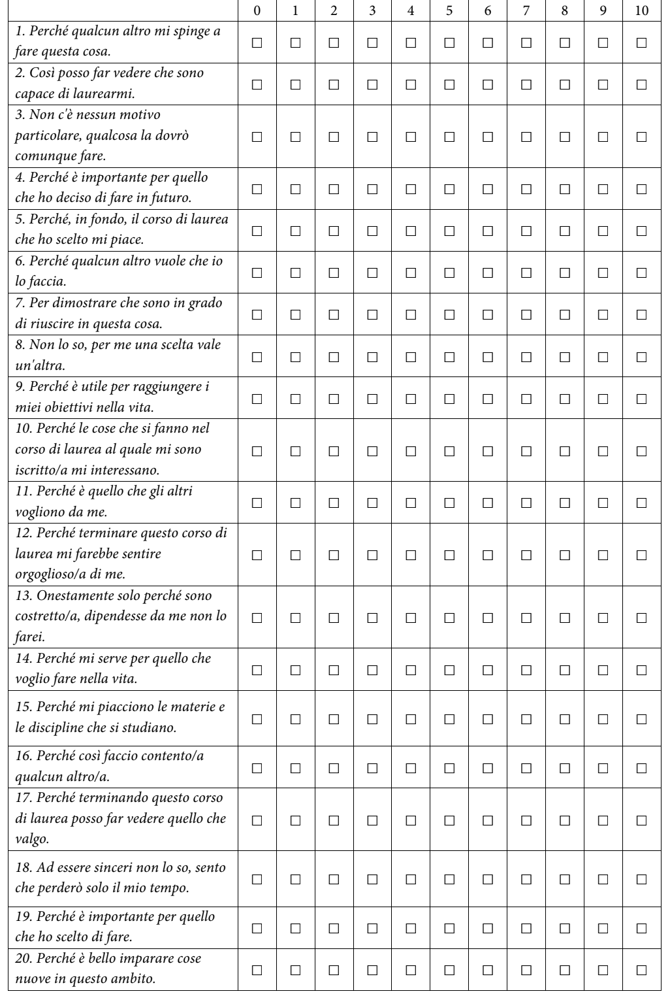 0 1 2 3 4 5 6 7 8 9 10
1. Perché qualcun altro mi spinge a
fare questa cosa. □ □ □ □ □ □ □ □ □ □ □
2. Così posso far vedere che sono
capace di laurearmi. □ □ □ □ □ □ □ □ □ □ □
3. Non c'è nessun motivo
particolare, qualcosa la dovrò □ □ □ □ □ □ □ □ □ □ □
comunque fare.
4. Perché è importante per quello
che ho deciso di fare in futuro. □ □ □ □ □ □ □ □ □ □ □
5. Perché, in fondo, il corso di laurea
che ho scelto mi piace. □ □ □ □ □ □ □ □ □ □ □
6. Perché qualcun altro vuole che io
lo faccia. □ □ □ □ □ □ □ □ □ □ □
7. Per dimostrare che sono in grado
di riuscire in questa cosa. □ □ □ □ □ □ □ □ □ □ □
8. Non lo so, per me una scelta vale
un'altra. □ □ □ □ □ □ □ □ □ □ □
9. Perché è utile per raggiungere i
miei obiettivi nella vita. □ □ □ □ □ □ □ □ □ □ □
10. Perché le cose che si fanno nel
corso di laurea al quale mi sono □ □ □ □ □ □ □ □ □ □ □
iscritto/a mi interessano.
11. Perché è quello che gli altri
vogliono da me. □ □ □ □ □ □ □ □ □ □ □
12. Perché terminare questo corso di
laurea mi farebbe sentire □ □ □ □ □ □ □ □ □ □ □
orgoglioso/a di me.
13. Onestamente solo perché sono
costretto/a, dipendesse da me non lo □ □ □ □ □ □ □ □ □ □ □
farei.
14. Perché mi serve per quello che
voglio fare nella vita. □ □ □ □ □ □ □ □ □ □ □
15. Perché mi piacciono le materie e
le discipline che si studiano. □ □ □ □ □ □ □ □ □ □ □
16. Perché così faccio contento/a
qualcun altro/a. □ □ □ □ □ □ □ □ □ □ □
17. Perché terminando questo corso
di laurea posso far vedere quello che □ □ □ □ □ □ □ □ □ □ □
valgo.
18. Ad essere sinceri non lo so, sento
che perderò solo il mio tempo. □ □ □ □ □ □ □ □ □ □ □
19. Perché è importante per quello
che ho scelto di fare. □ □ □ □ □ □ □ □ □ □ □
20. Perché è bello imparare cose
nuove in questo ambito. □ □ □ □ □ □ □ □ □ □ □